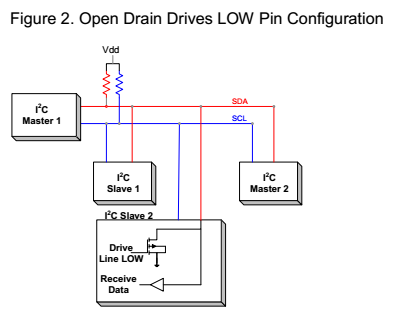 Figure 2. Open Drain Drives LOW Pin Configuration
Vdd
SDA
SCL
I²C
Master 1
I²C
Slave 1
I²C
Master 2
I²C Slave 2
Drive
Line LOW
Receive
Data